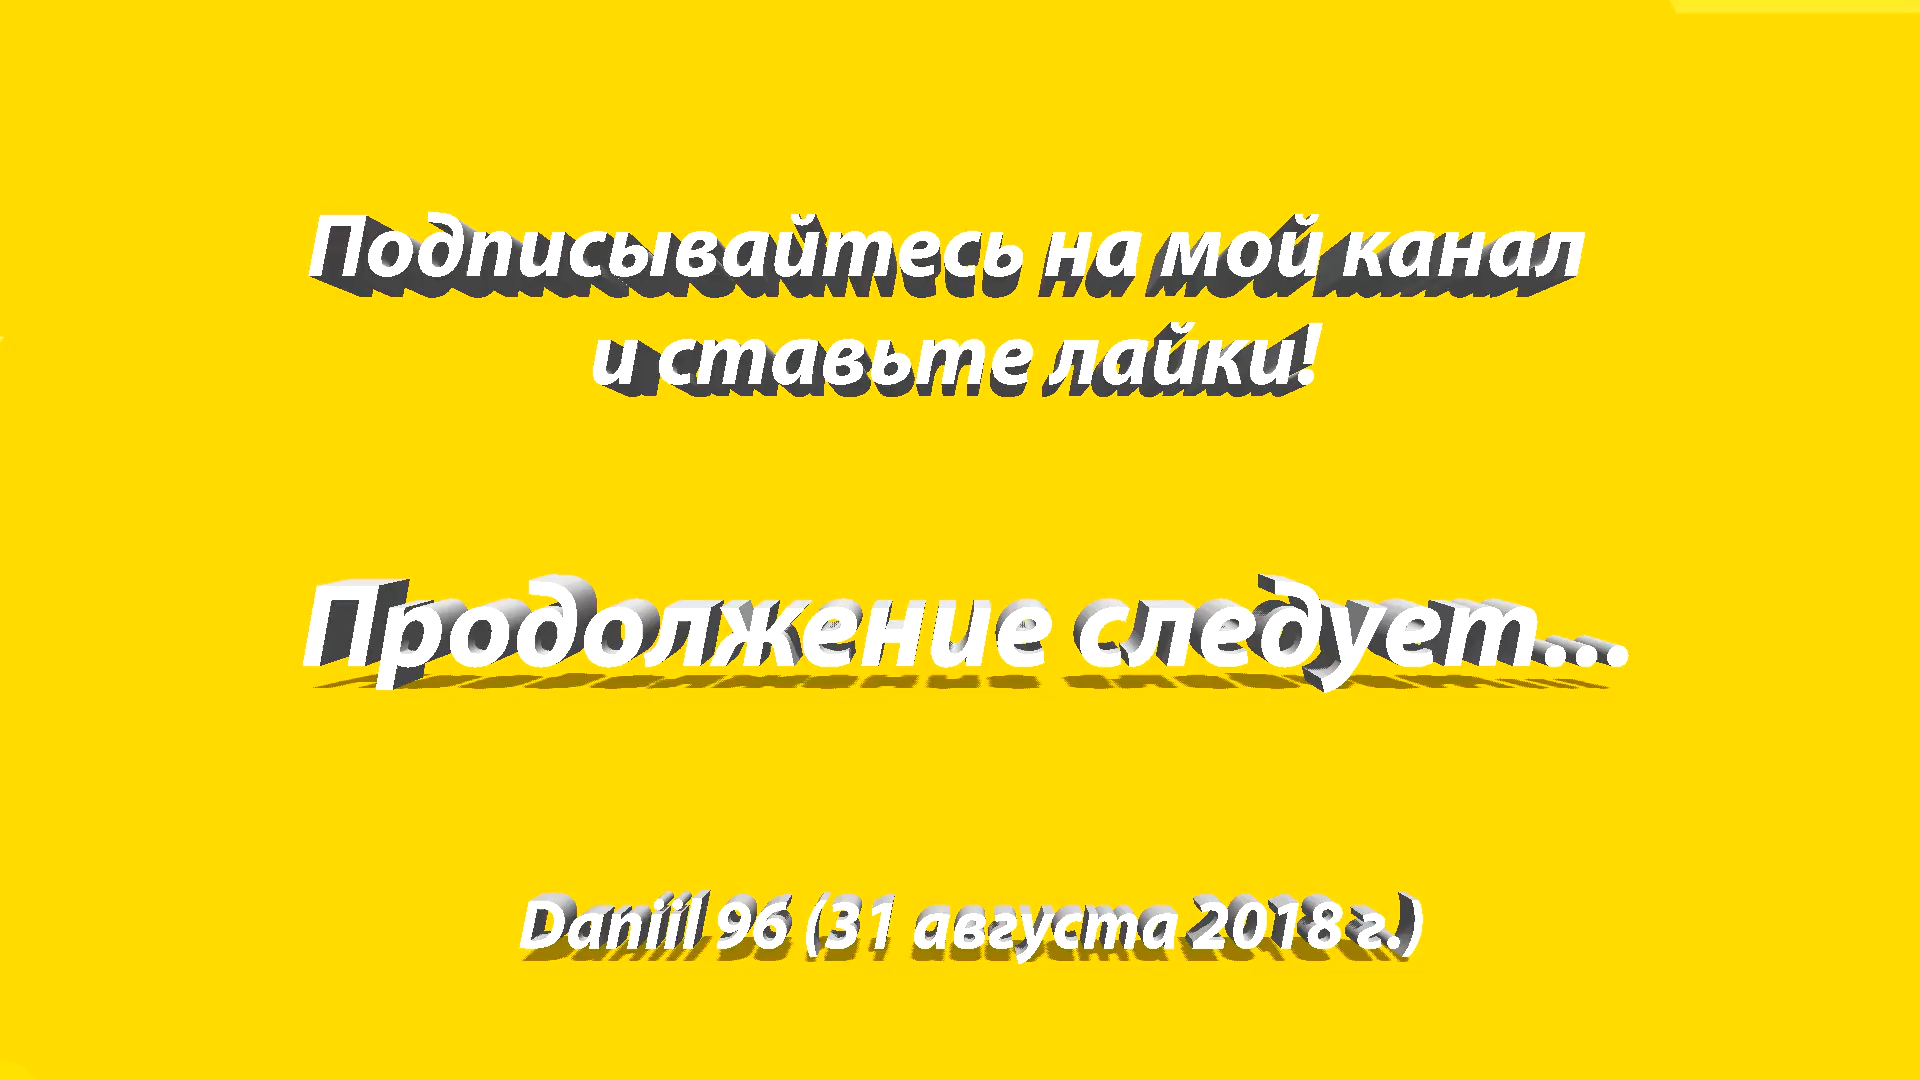 Подписывайтесь на мой канал
и ставьте лайки!
Продолжение следует...
Daniil 96 (31 августа 2018 г.)